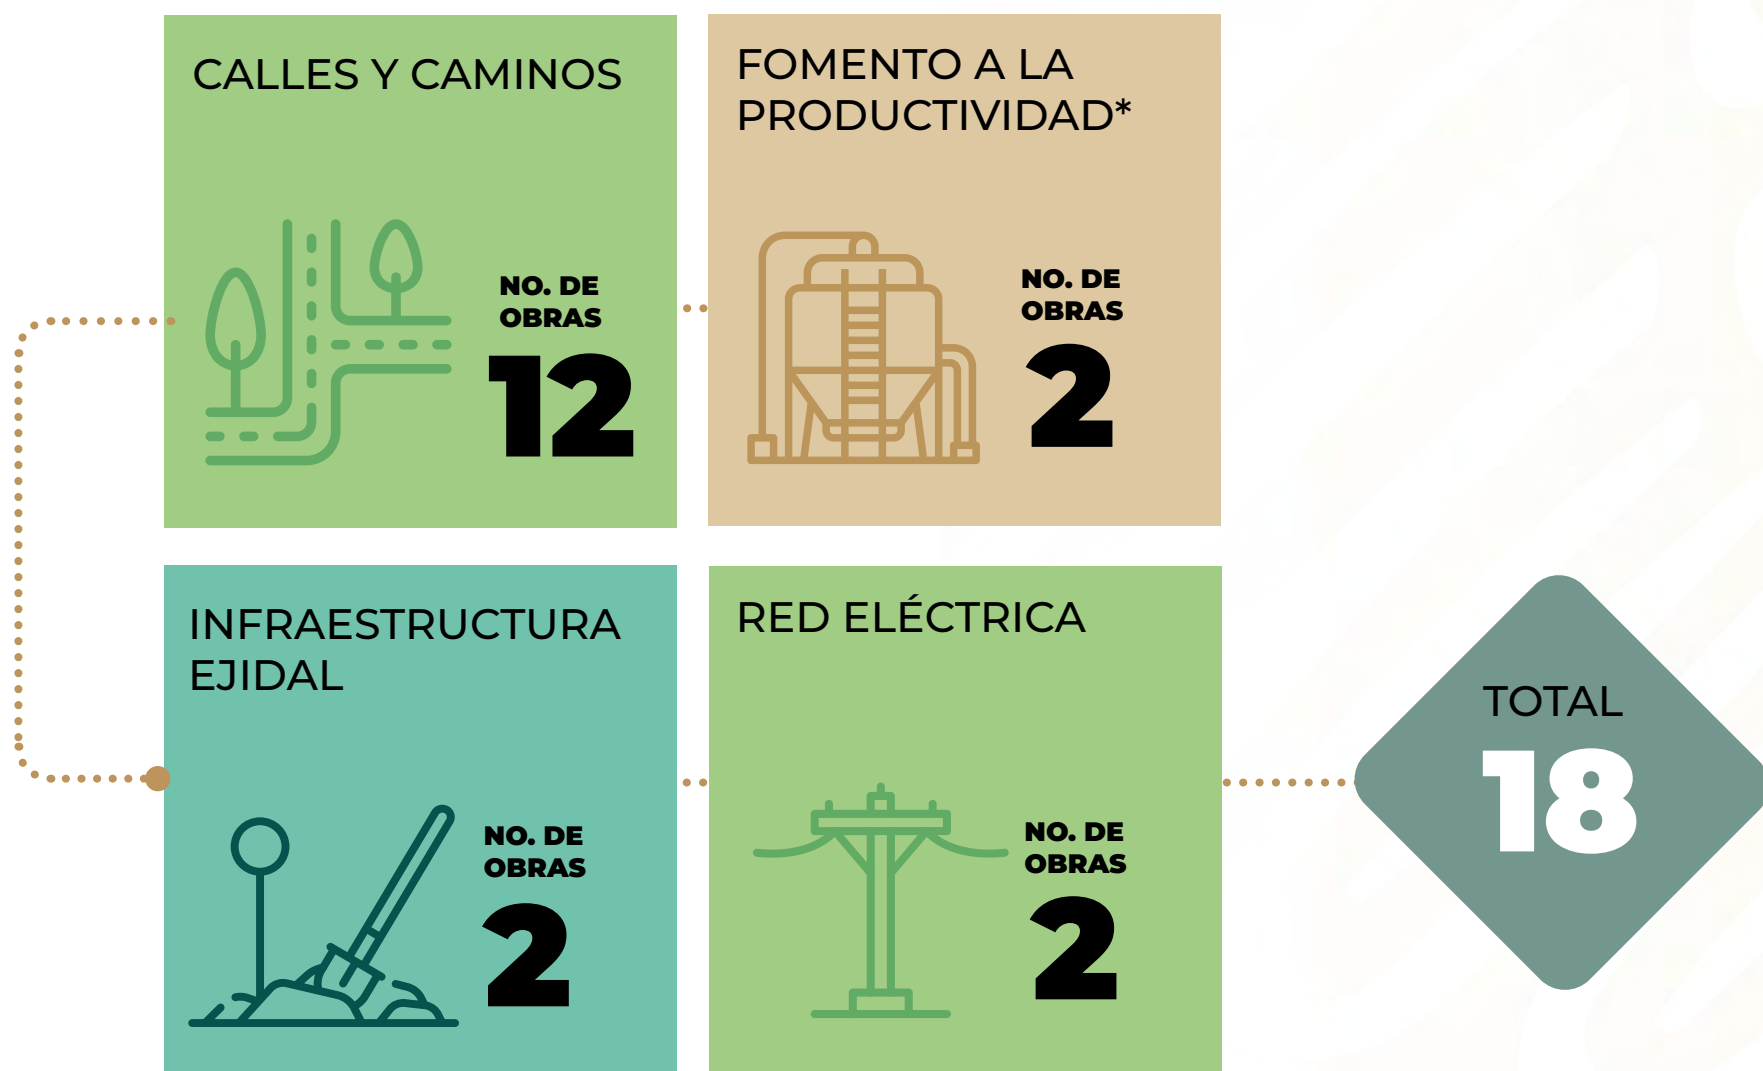 CALLES Y CAMINOS
NO. DE
OBRAS
12
FOMENTO A LA
PRODUCTIVIDAD*
NO. DE
OBRAS
2
INFRAESTRUCTURA
EJIDAL
NO. DE
OBRAS
2
RED ELÉCTRICA
NO. DE
OBRAS
2
TOTAL
18